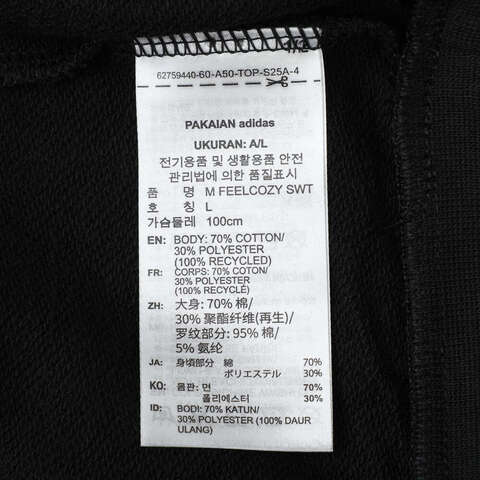 1/2
62759440-60-A50-TOP-S25A-4
PAKAIAN adidas
UKURAN: A/L
전기용품 및 생활용품 안전
관리법에 의한 품질표시
품 명 M FEELCOZY SWT
호 칭 L
가슴둘레 100cm
EN: BODY: 70% COTTON/
30% POLYESTER
(100% RECYCLED)
FR: CORPS: 70% COTON/
30% POLYESTER
(100% RECYCLÉ)
ZH: 大身: 70% 棉/
30% 聚酯纤维(再生)/
罗纹部分: 95% 棉/
5% 氨纶
JA: 身頃部分 綿 70%
ポリエステル 30%
KO: 몸판: 면 70%
폴리에스터 30%
ID: BODI: 70% KATUN/
30% POLYESTER (100% DAUR
ULANG)